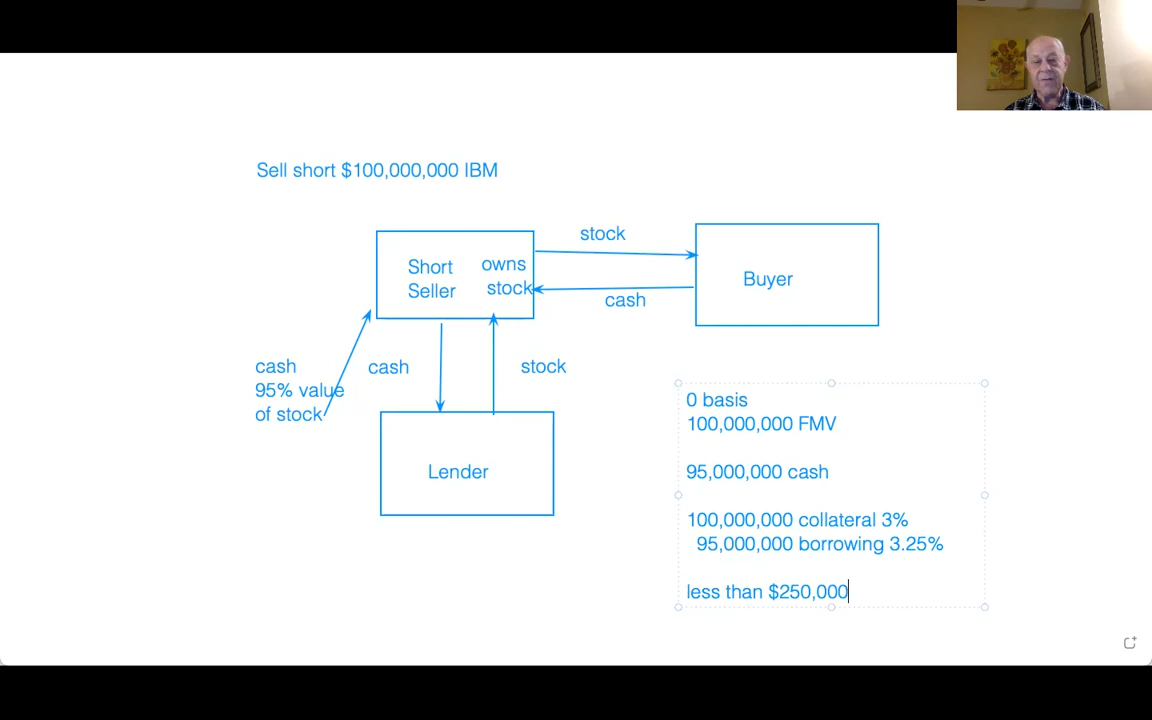 Sell short $100,000,000 IBM
stock
Short
Seller
owns
stock
Buyer
cash
cash
95% value
of stock
cash
stock
Lender
0 basis
100,000,000 FMV
95,000,000 cash
100,000,000 collateral 3%
95,000,000 borrowing 3.25%
less than $250,000